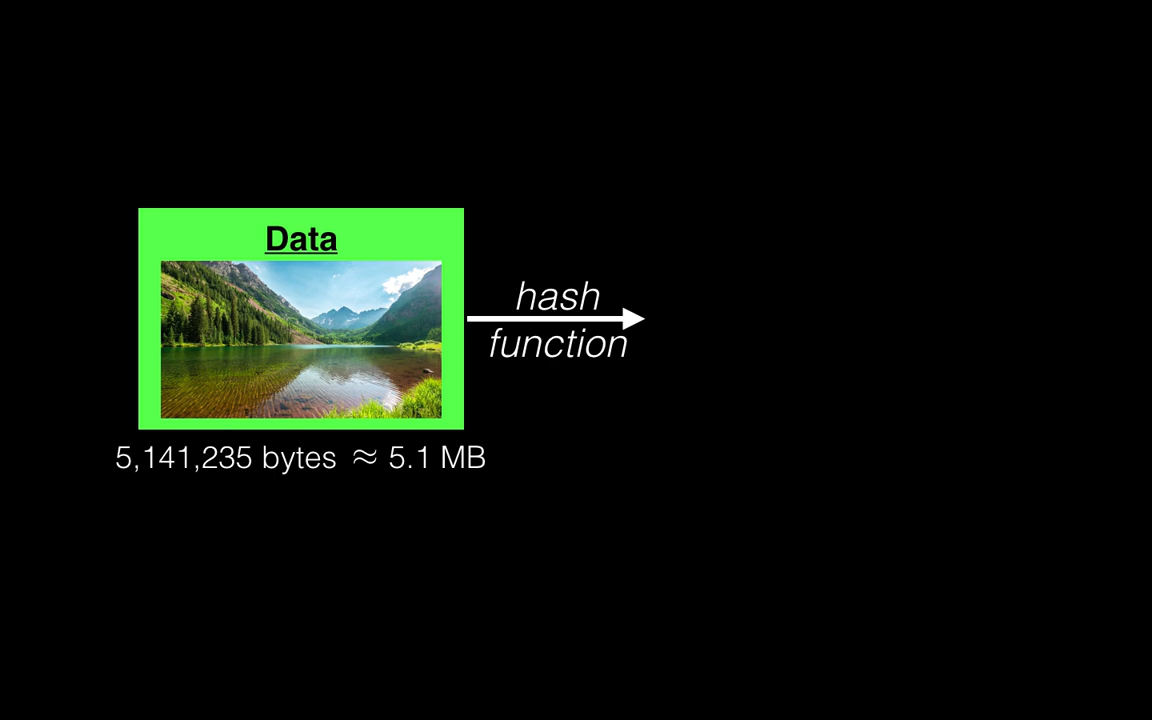 Data
hash
function
5,141,235 bytes ≈ 5.1 MB